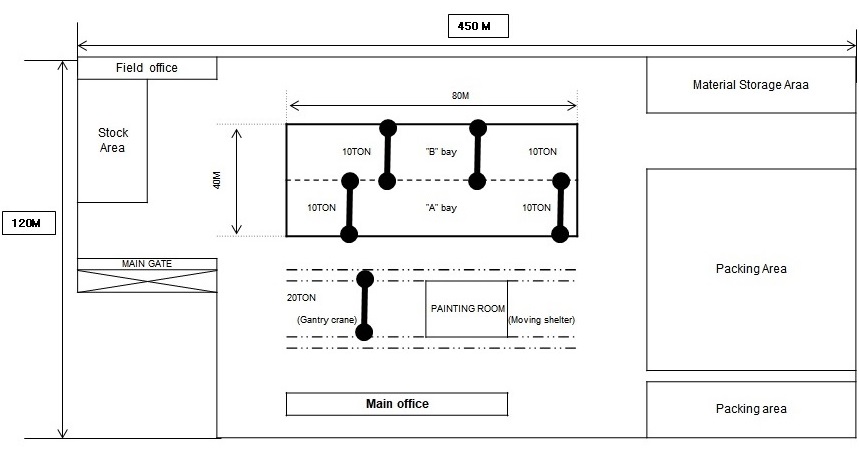 450 M
Field office
Material Storage Araa
80M
Stock
Area
10TON
"B" bay
10TON
40M
10TON
"A" bay
10TON
120M
MAIN GATE
Packing Area
20TON
(Gantry crane)
PAINTING ROOM
(Moving shelter)
Main office
Packing area